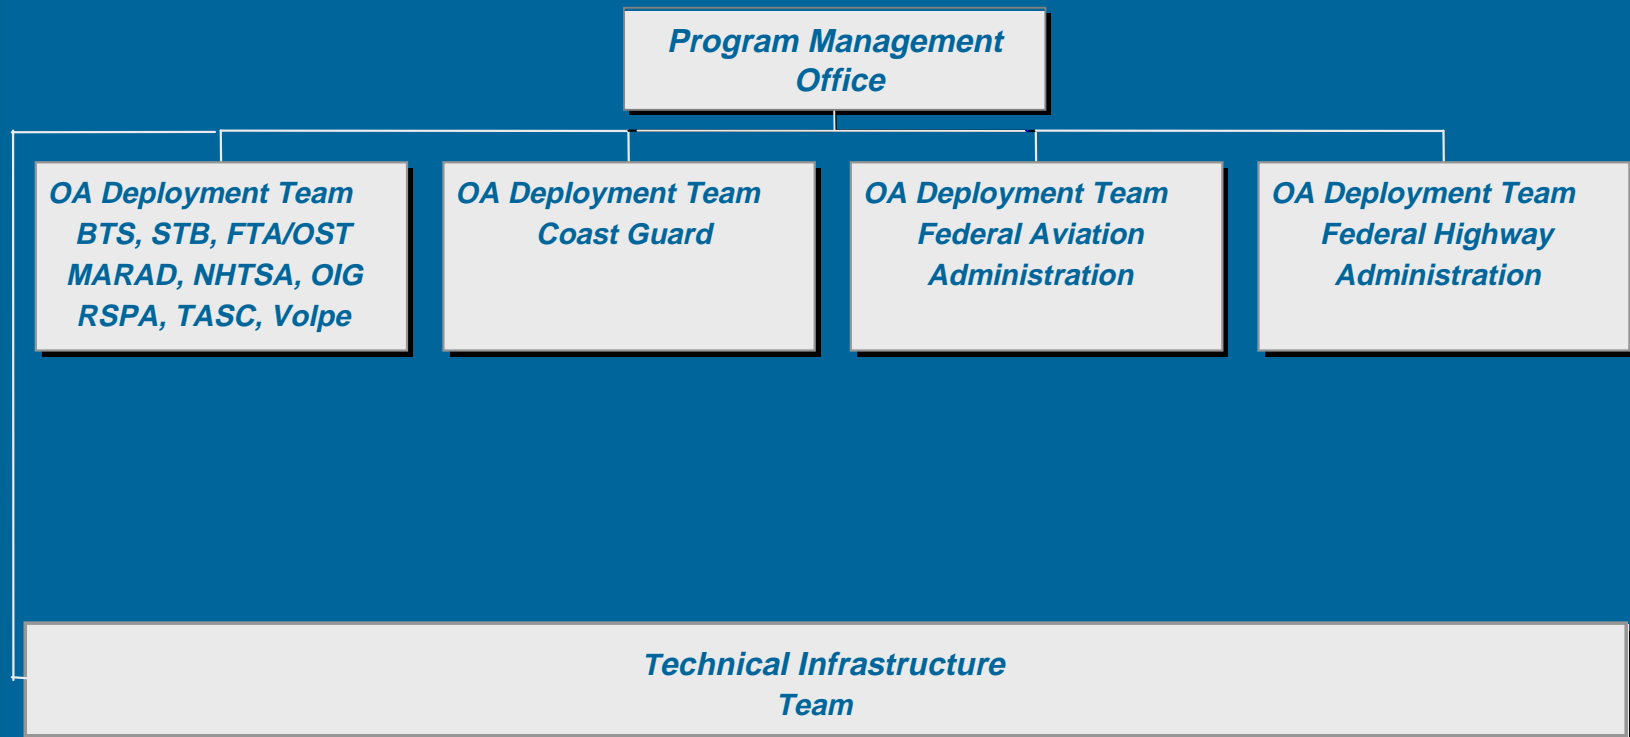 Program Management
Office
OA Deployment Team
BTS, STB, FTA/OST
MARAD, NHTSA, OIG
RSPA, TASC, Volpe
OA Deployment Team
Coast Guard
OA Deployment Team
Federal Aviation
Administration
OA Deployment Team
Federal Highway
Administration
Technical Infrastructure
Team